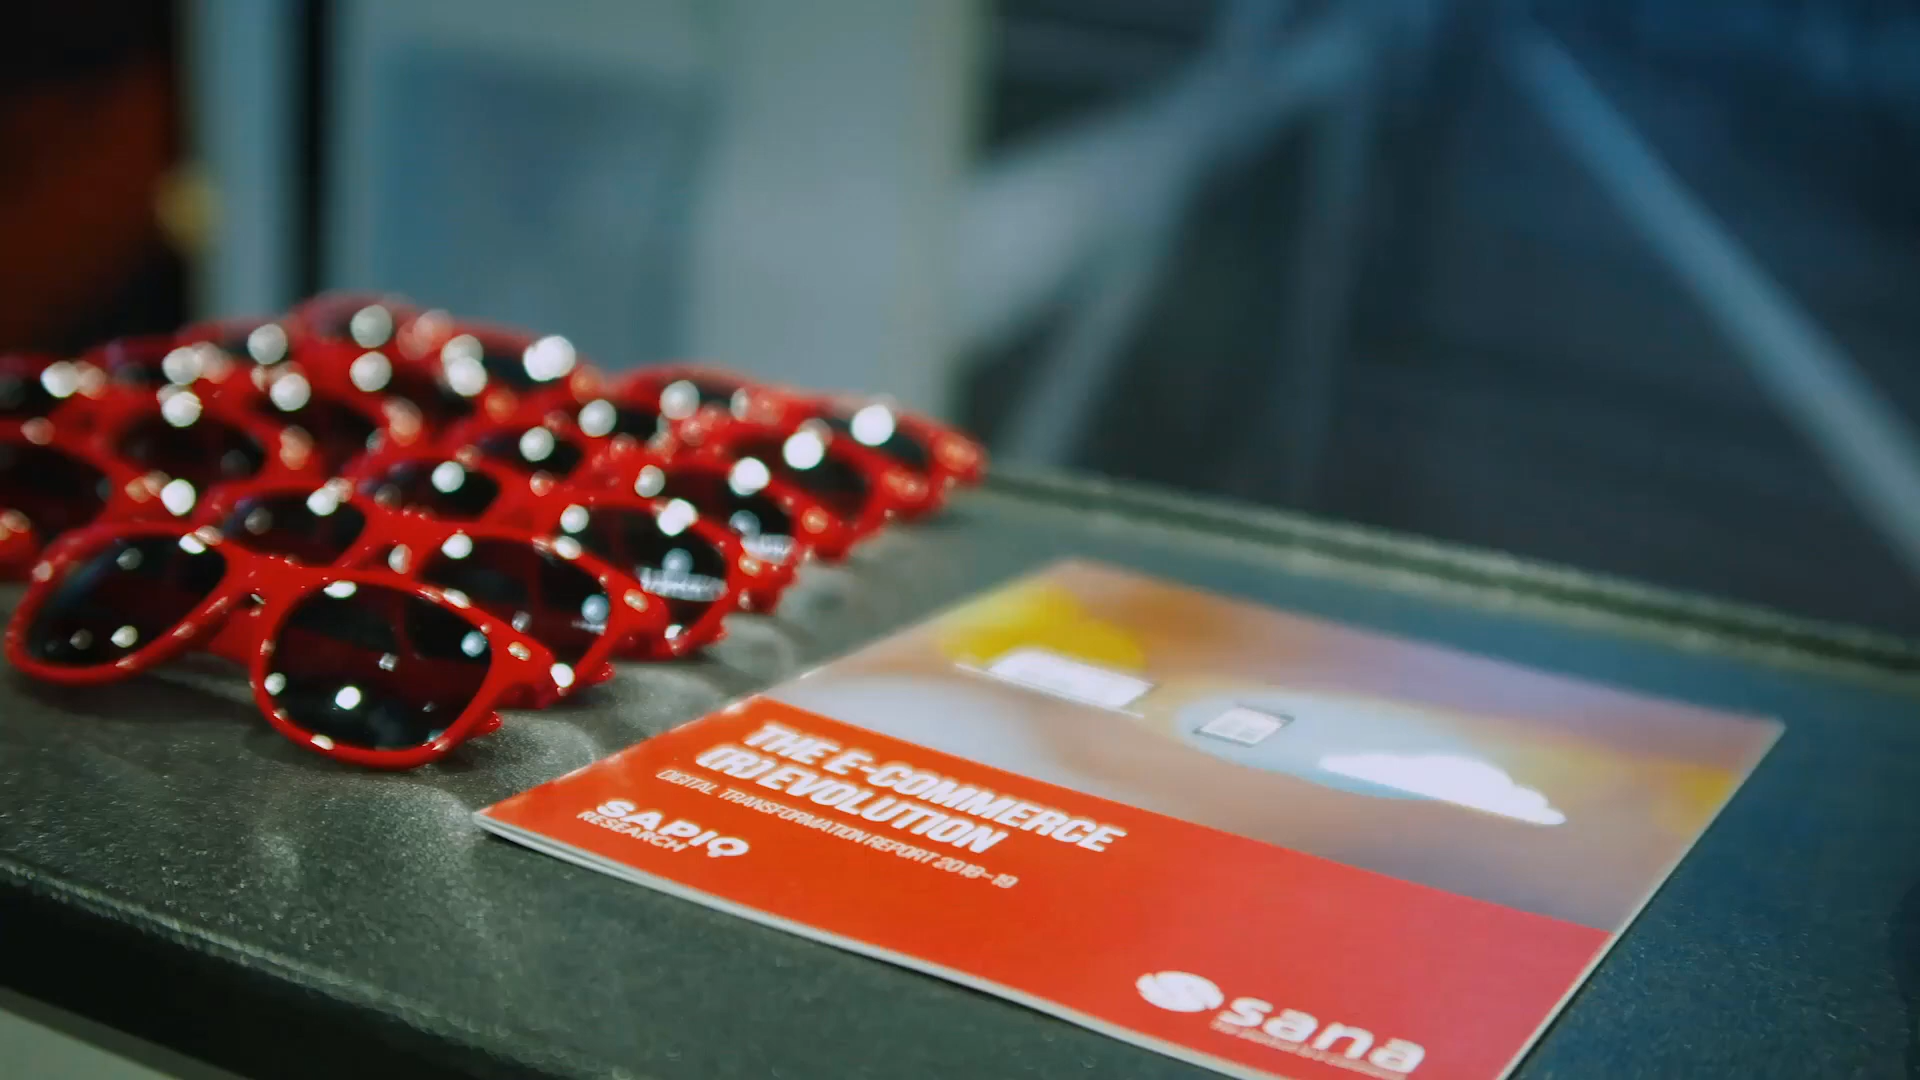 THE E-COMMERCE
(R)EVOLUTION
DIGITAL TRANSFORMATION REPORT 2018-19
SAPIO
RESEARCH
sana